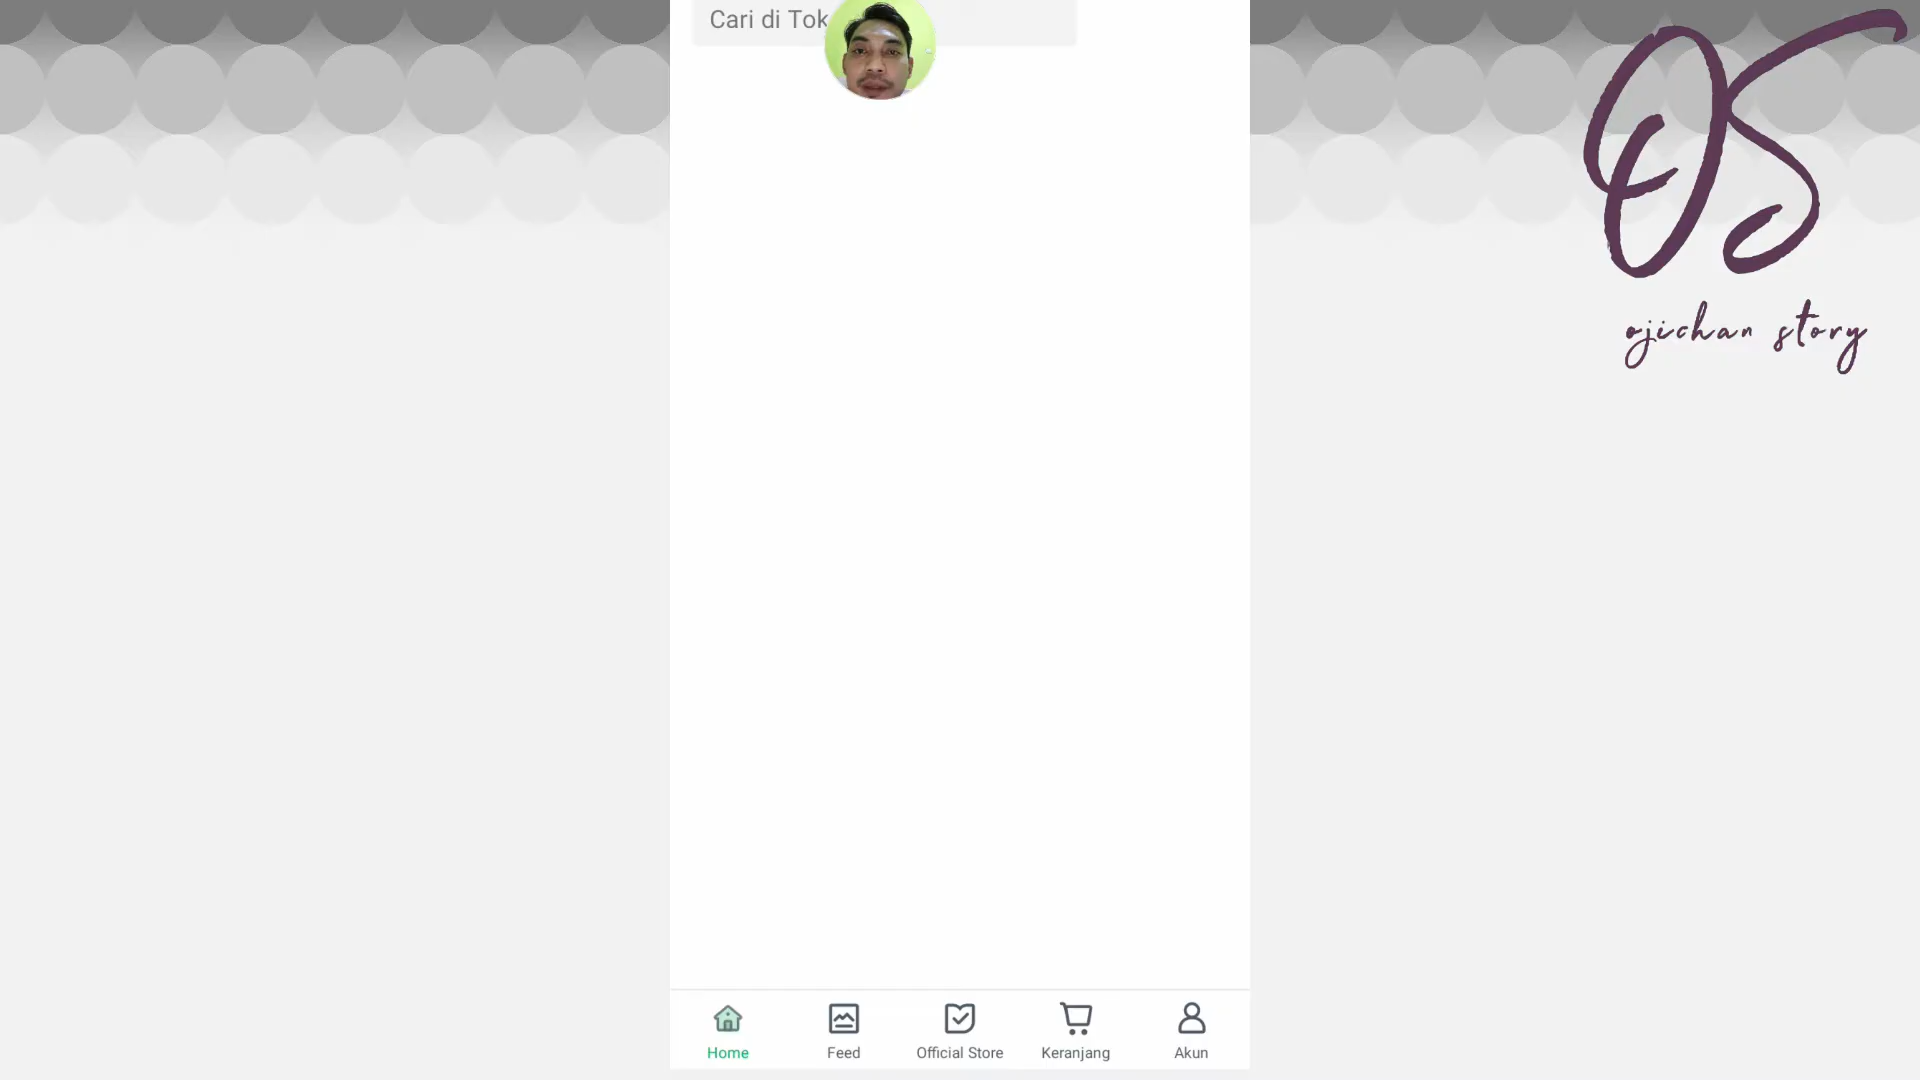 Cari di Tok
OS
ojichan story
Home
Feed
Official Store
Keranjang
Akun